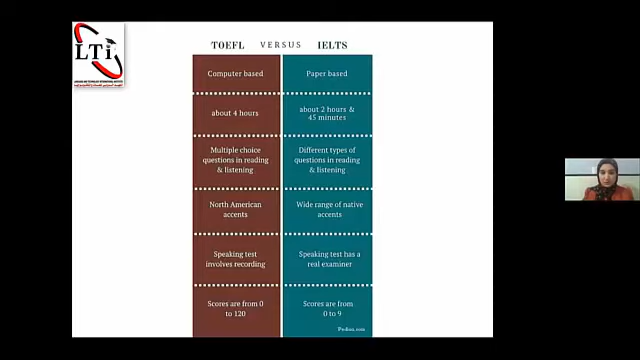 LTi
TOEFL VERSUS IELTS
Computer based
Paper based
about 4 hours
about 2 hours &
45 minutes
Multiple choice
questions in reading
& listening
Different types of
questions in reading
& listening
North American
accents
Wide range of native
accents
Speaking test
involves recording
Speaking test has a
real examiner
Scores are from 0
to 120
Scores are from
0 to 9